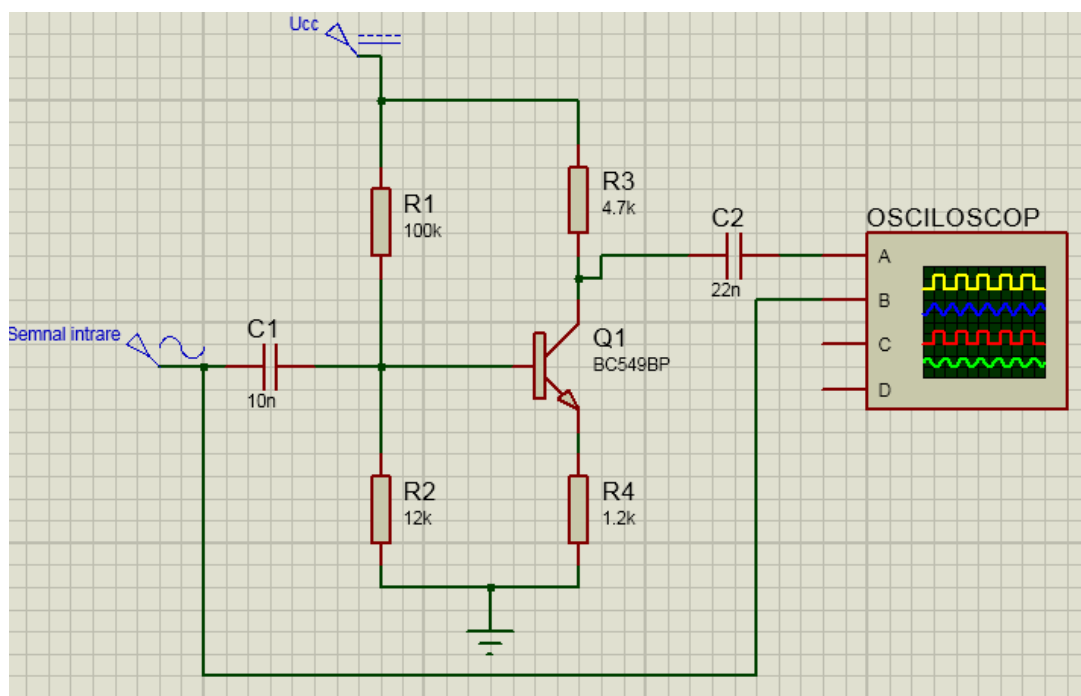 Ucc
R1
100k
R3
4.7k
C2
22n
OSCILOSCOP
A
B
C
D
Semnal intrare
C1
10n
Q1
BC549BP
R2
12k
R4
1.2k